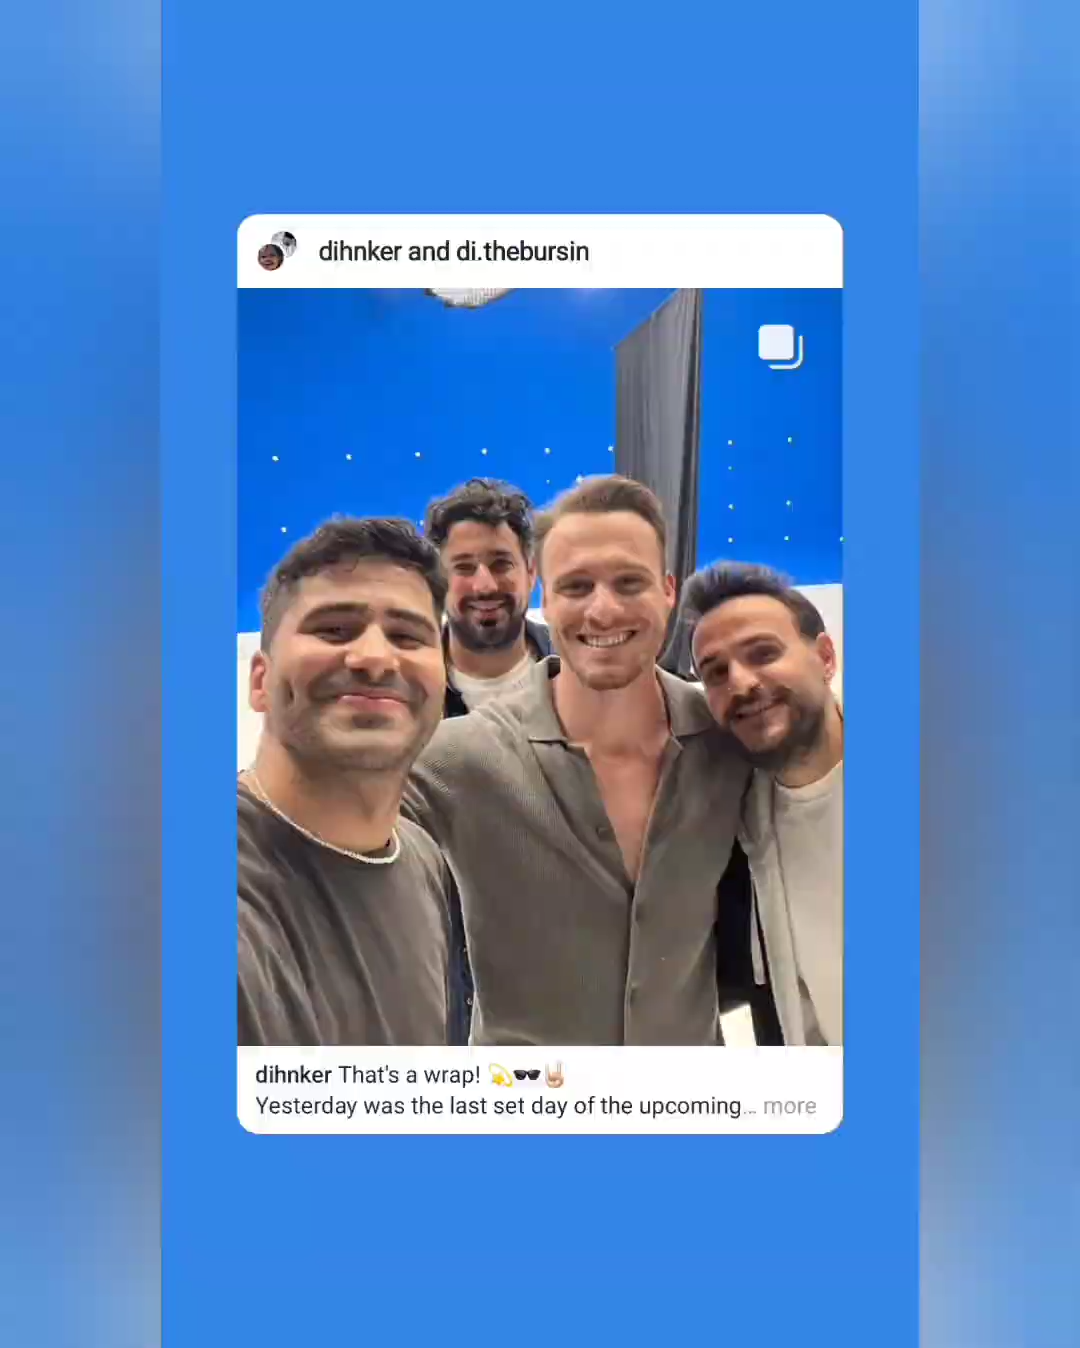 dihnker and di.thebursin
dihnker That's a wrap! 💫🕶️🤘🏻
Yesterday was the last set day of the upcoming... more